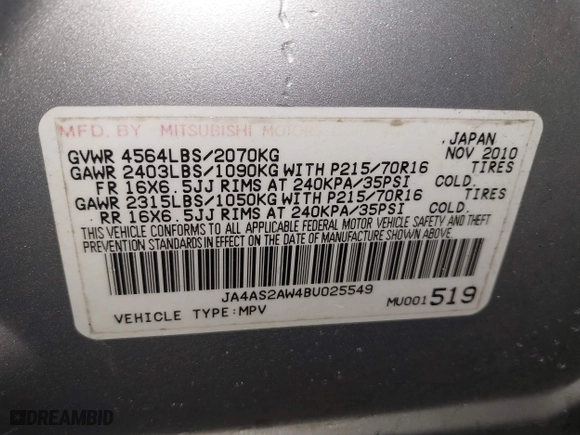 MFD. BY MITSUBISHI MOTORS JAPAN
GVWR 4564LBS/2070KG NOV 2010
GAWR 2403LBS/1090KG WITH P215/70R16 TIRES
FR 16X6.5JJ RIMS AT 240KPA/35PSI COLD.
GAWR 2315LBS/1050KG WITH P215/70R16 TIRES
RR 16X6.5JJ RIMS AT 240KPA/35PSI COLD.
THIS VEHICLE CONFORMS TO ALL APPLICABLE FEDERAL MOTOR VEHICLE SAFETY AND THEFT
PREVENTION STANDARDS IN EFFECT ON THE DATE OF MANUFACTURE SHOWN ABOVE.
JA4AS2AW4BU025549
VEHICLE TYPE:MPV MU001519
DREAMBID